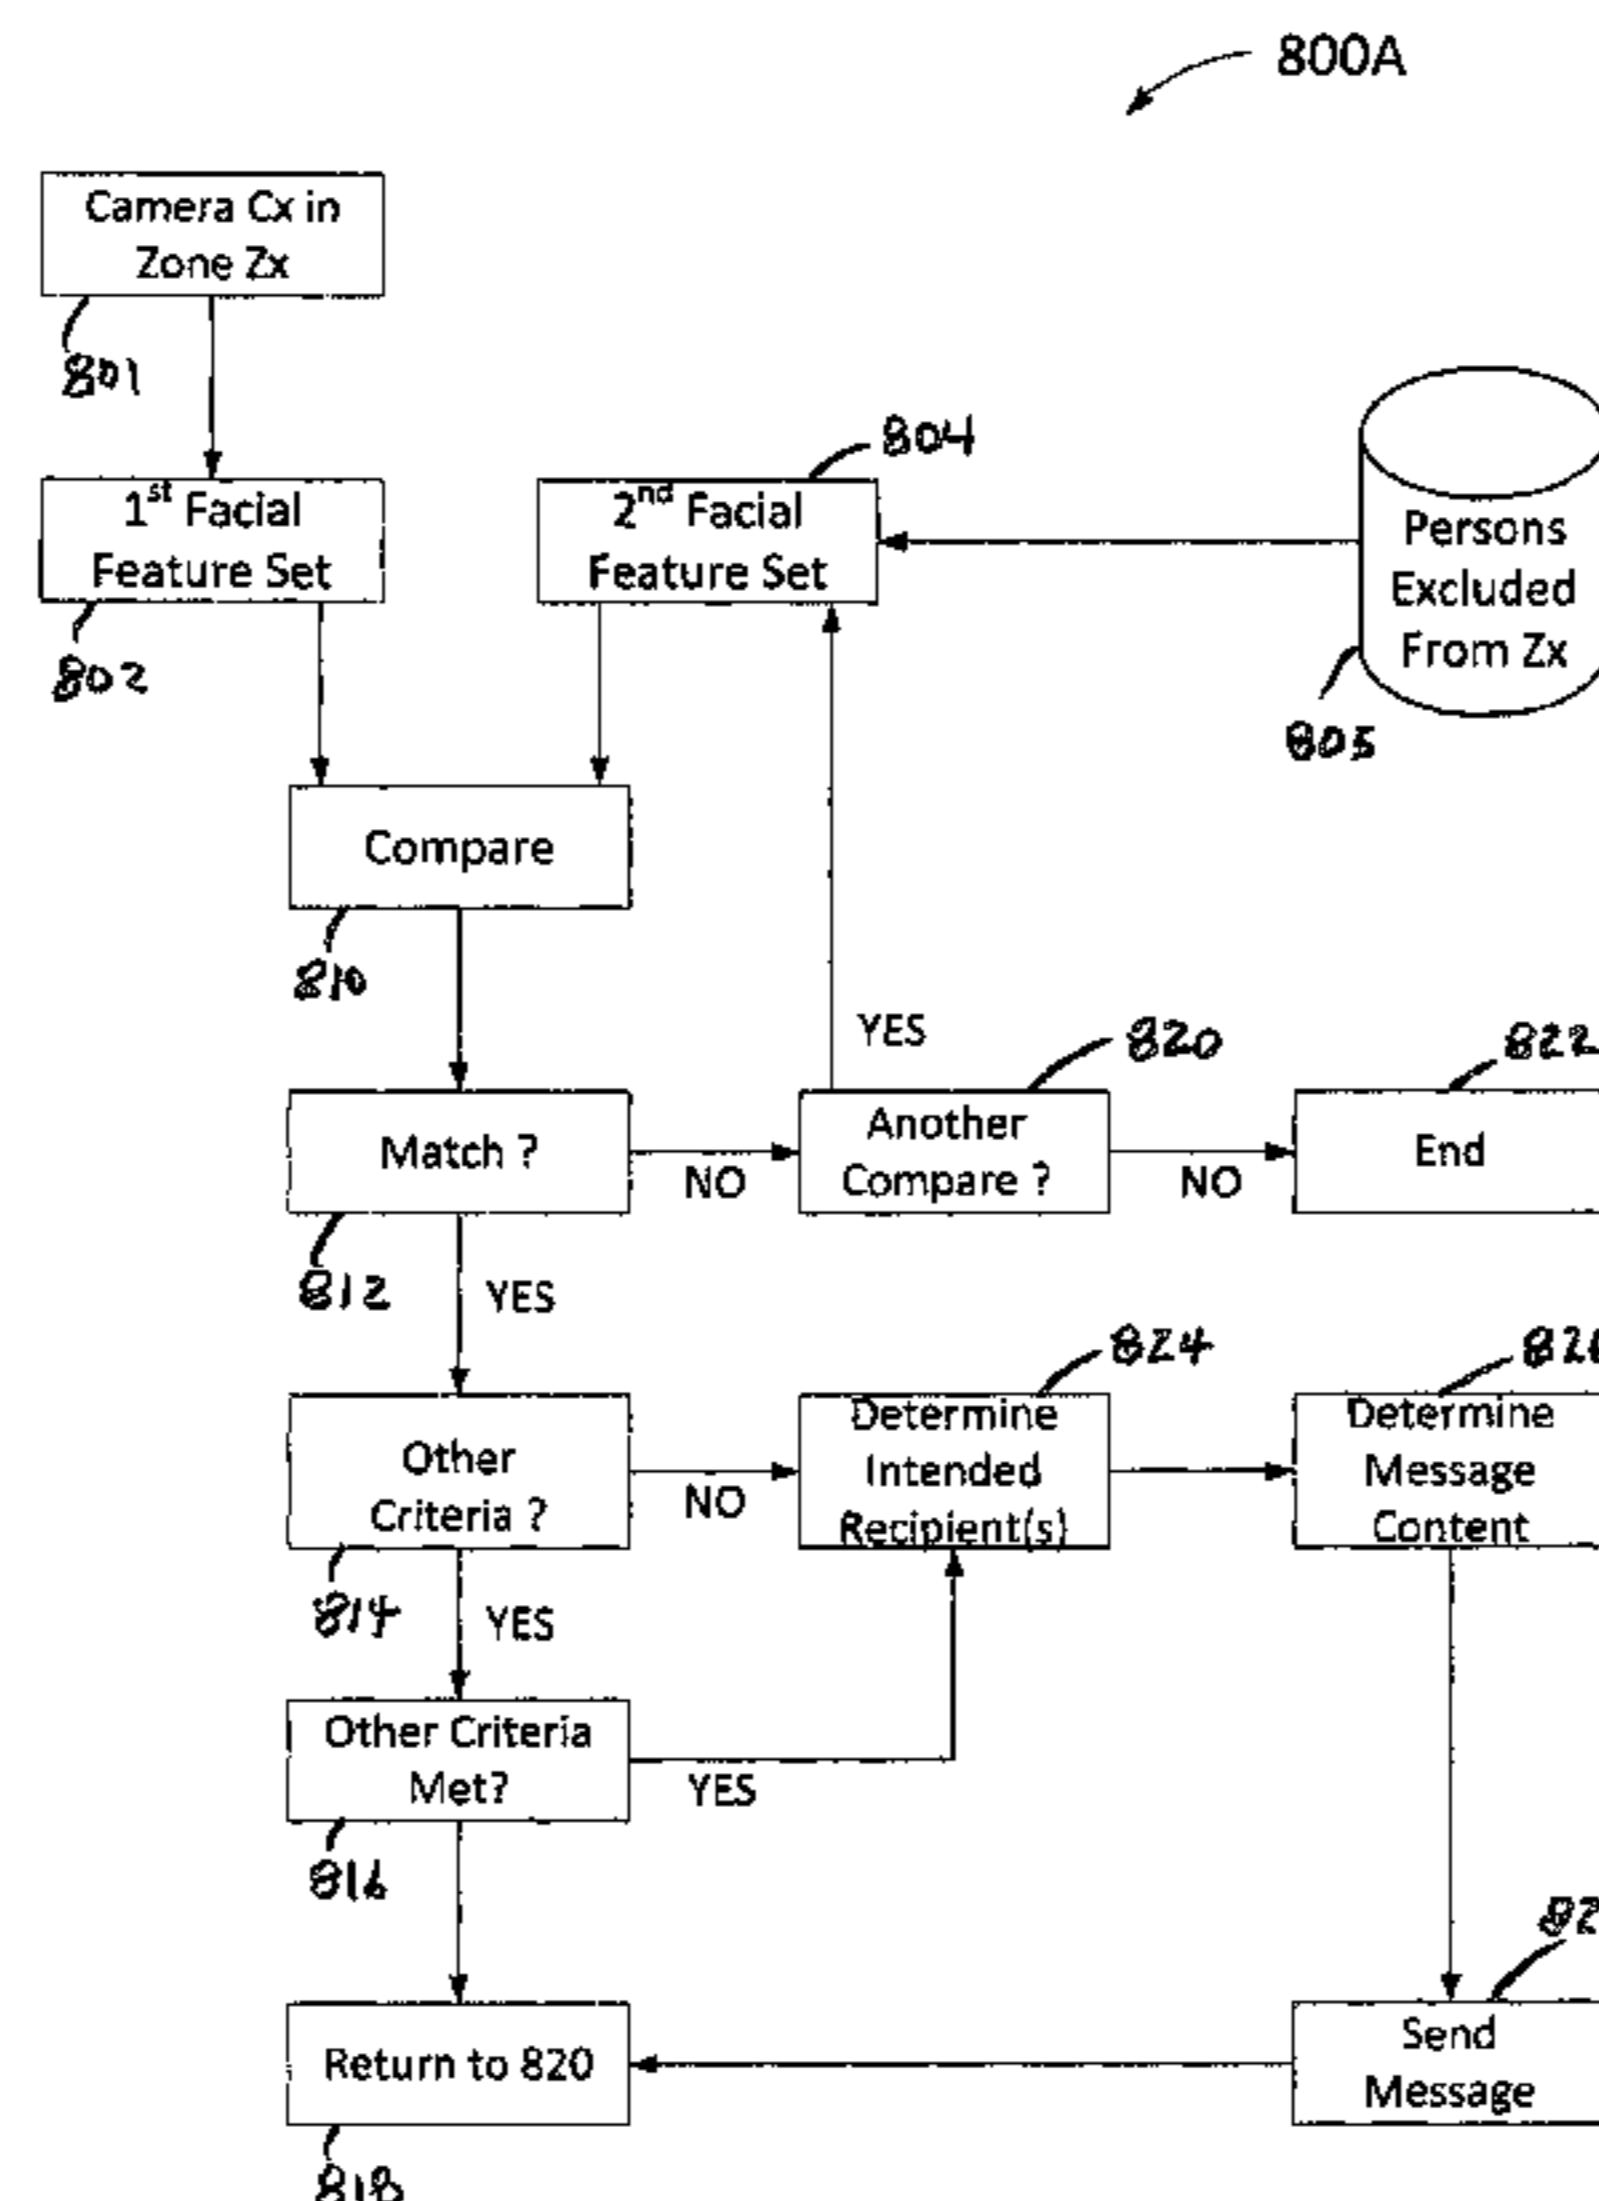 800A
Camera Cx in
Zone Zx
801
804
1st Facial
Feature Set
2nd Facial
Feature Set
Persons
Excluded
From Zx
802
805
Compare
810
YES
820
822
Match ?
NO
Another
Compare ?
NO
End
812
YES
824
Other
Criteria ?
NO
Determine
Intended
Recipient(s)
Determine
Message
Content
814
YES
Other Criteria
Met?
YES
816
Return to 820
Send
Message
818